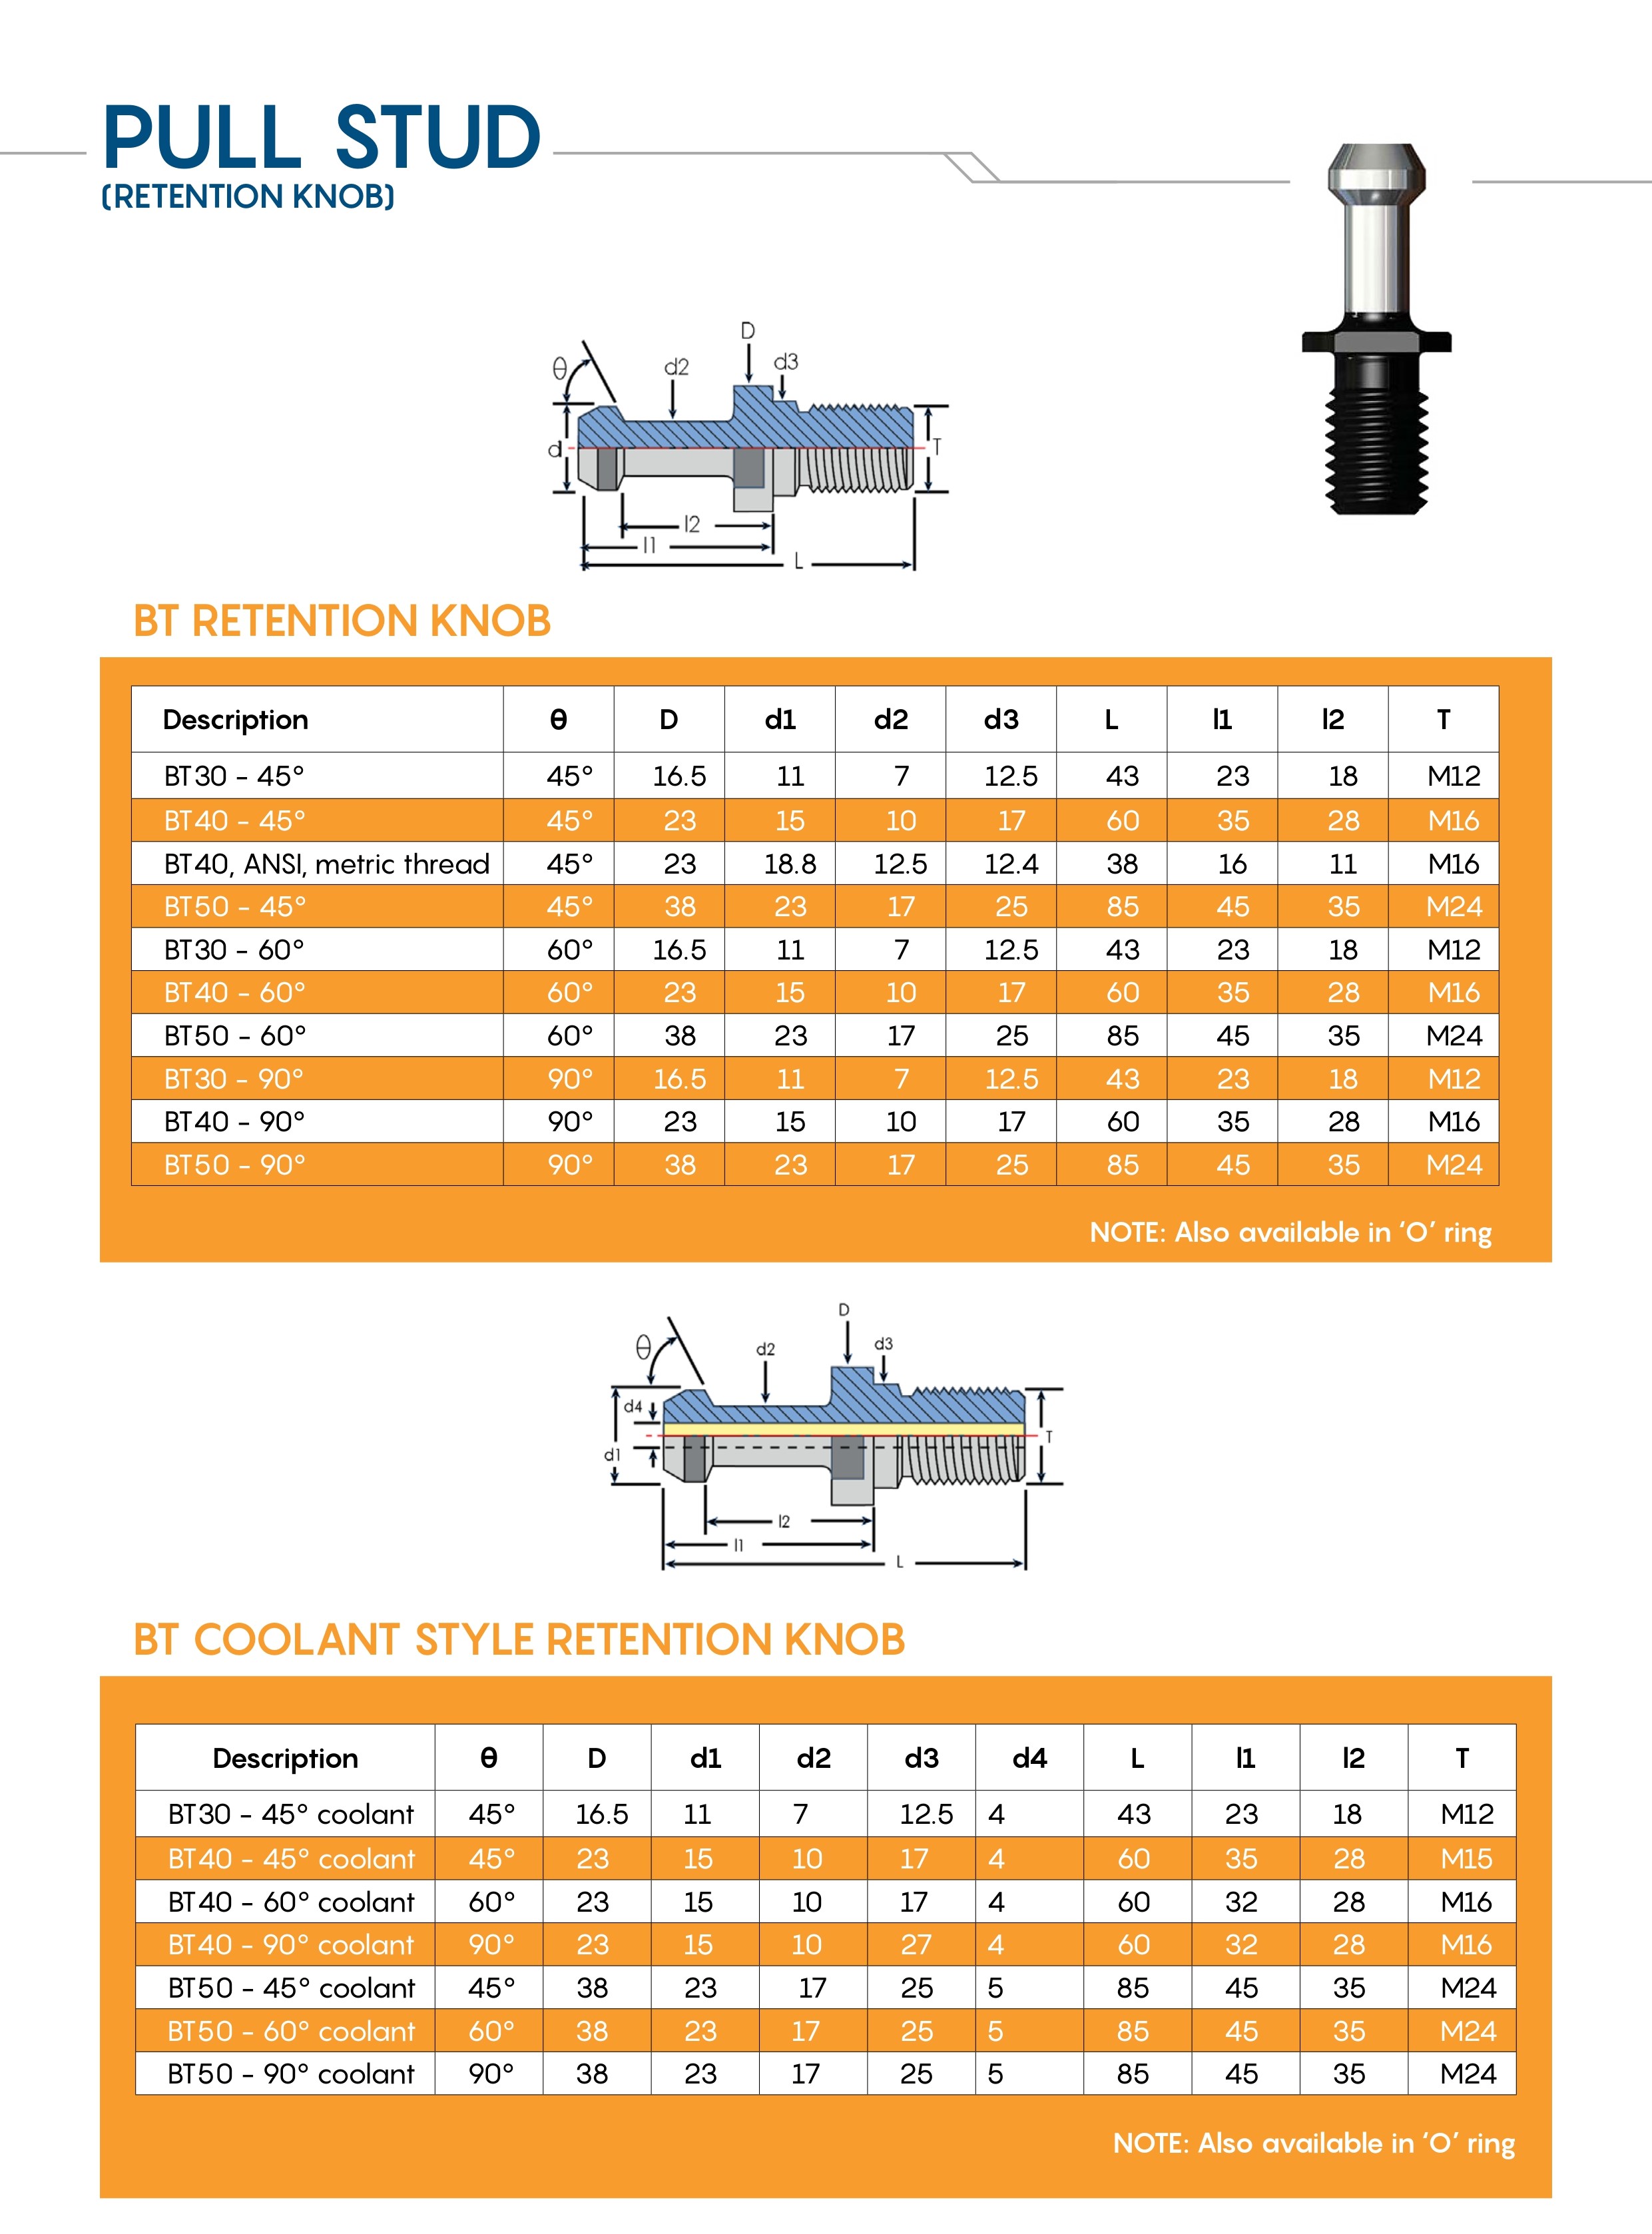 PULL STUD
(RETENTION KNOB)
D
θ d2 d3
d T
l2
l1
L
BT RETENTION KNOB
Description θ D d1 d2 d3 L l1 l2 T
BT30 - 45° 45° 16.5 11 7 12.5 43 23 18 M12
BT40 - 45° 45° 23 15 10 17 60 35 28 M16
BT40, ANSI, metric thread 45° 23 18.8 12.5 12.4 38 16 11 M16
BT50 - 45° 45° 38 23 17 25 85 45 35 M24
BT30 - 60° 60° 16.5 11 7 12.5 43 23 18 M12
BT40 - 60° 60° 23 15 10 17 60 35 28 M16
BT50 - 60° 60° 38 23 17 25 85 45 35 M24
BT30 - 90° 90° 16.5 11 7 12.5 43 23 18 M12
BT40 - 90° 90° 23 15 10 17 60 35 28 M16
BT50 - 90° 90° 38 23 17 25 85 45 35 M24
NOTE: Also available in ‘O’ ring
D
θ d2 d3
d4
d1 T
l2
l1
L
BT COOLANT STYLE RETENTION KNOB
Description θ D d1 d2 d3 d4 L l1 l2 T
BT30 - 45° coolant 45° 16.5 11 7 12.5 4 43 23 18 M12
BT40 - 45° coolant 45° 23 15 10 17 4 60 35 28 M15
BT40 - 60° coolant 60° 23 15 10 17 4 60 32 28 M16
BT40 - 90° coolant 90° 23 15 10 27 4 60 32 28 M16
BT50 - 45° coolant 45° 38 23 17 25 5 85 45 35 M24
BT50 - 60° coolant 60° 38 23 17 25 5 85 45 35 M24
BT50 - 90° coolant 90° 38 23 17 25 5 85 45 35 M24
NOTE: Also available in ‘O’ ring